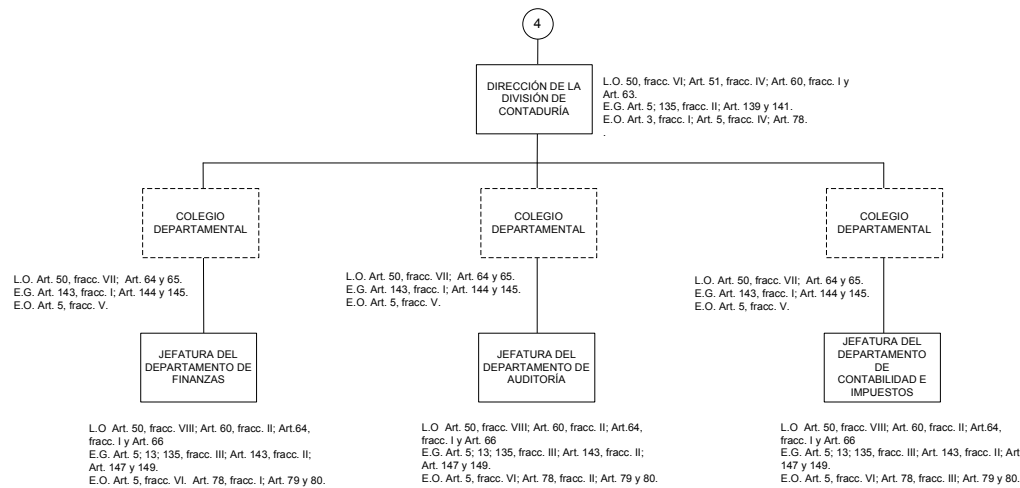 4
DIRECCIÓN DE LA
DIVISIÓN DE
CONTADURÍA
L.O. 50, fracc. VI; Art. 51, fracc. IV; Art. 60, fracc. I y
Art. 63.
E.G. Art. 5; 135, fracc. II; Art. 139 y 141.
E.O. Art. 3, fracc. I; Art. 5, fracc. IV; Art. 78.
.
COLEGIO
DEPARTAMENTAL
L.O. Art. 50, fracc. VII; Art. 64 y 65.
E.G. Art. 143, fracc. I; Art. 144 y 145.
E.O. Art. 5, fracc. V.
JEFATURA DEL
DEPARTAMENTO DE
FINANZAS
L.O Art. 50, fracc. VIII; Art. 60, fracc. II; Art.64,
fracc. I y Art. 66
E.G. Art. 5; 13; 135, fracc. III; Art. 143, fracc. II;
Art. 147 y 149.
E.O. Art. 5, fracc. VI. Art. 78, fracc. I; Art. 79 y 80.
COLEGIO
DEPARTAMENTAL
L.O. Art. 50, fracc. VII; Art. 64 y 65.
E.G. Art. 143, fracc. I; Art. 144 y 145.
E.O. Art. 5, fracc. V.
JEFATURA DEL
DEPARTAMENTO DE
AUDITORÍA
L.O Art. 50, fracc. VIII; Art. 60, fracc. II; Art.64,
fracc. I y Art. 66
E.G. Art. 5; 13; 135, fracc. III; Art. 143, fracc. II;
Art. 147 y 149.
E.O. Art. 5, fracc. VI; Art. 78, fracc. II; Art. 79 y 80.
COLEGIO
DEPARTAMENTAL
L.O. Art. 50, fracc. VII; Art. 64 y 65.
E.G. Art. 143, fracc. I; Art. 144 y 145.
E.O. Art. 5, fracc. V.
JEFATURA DEL
DEPARTAMENTO
DE
CONTABILIDAD E
IMPUESTOS
L.O Art. 50, fracc. VIII; Art. 60, fracc. II; Art.64,
fracc. I y Art. 66
E.G. Art. 5; 13; 135, fracc. III; Art. 143, fracc. II; Art
147 y 149.
E.O. Art. 5, fracc. VI; Art. 78, fracc. III; Art. 79 y 80.